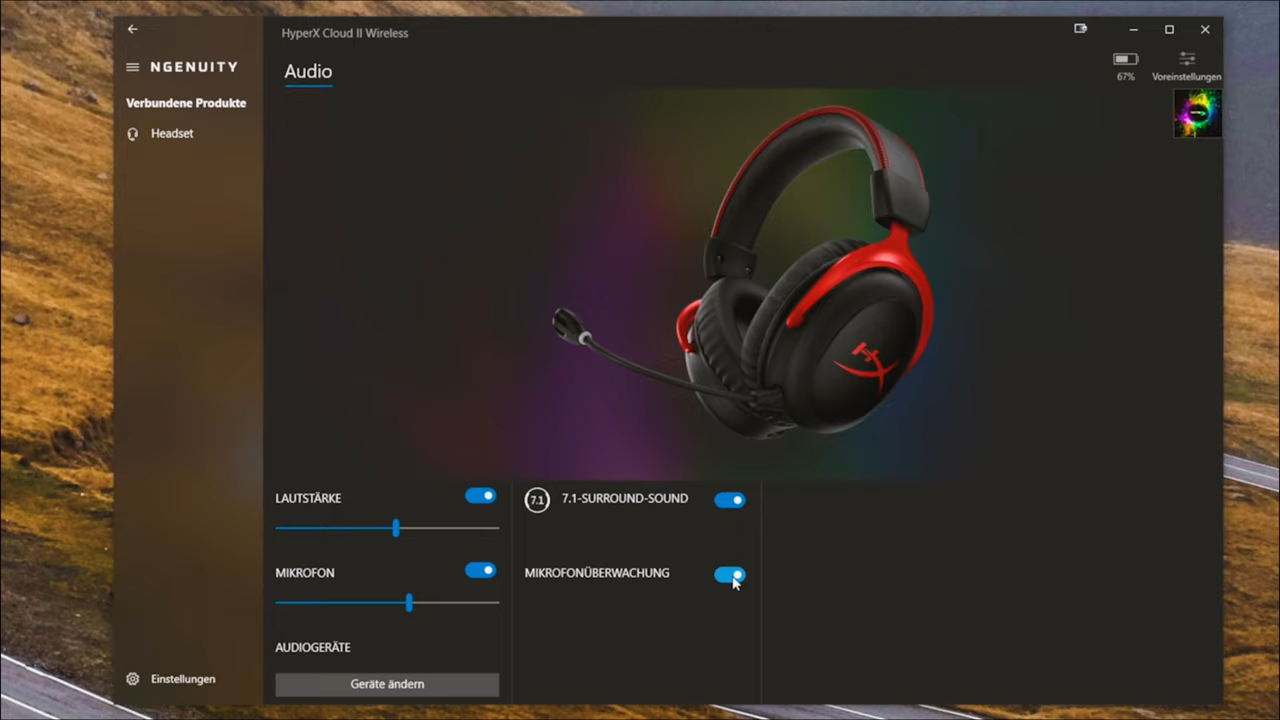 HyperX Cloud II Wireless
NGENUITY
Audio
67%
Voreinstellungen
Verbundene Produkte
Headset
LAUTSTÄRKE
7.1
7.1-SURROUND-SOUND
MIKROFON
MIKROFONÜBERWACHUNG
AUDIOGERÄTE
Geräte ändern
Einstellungen